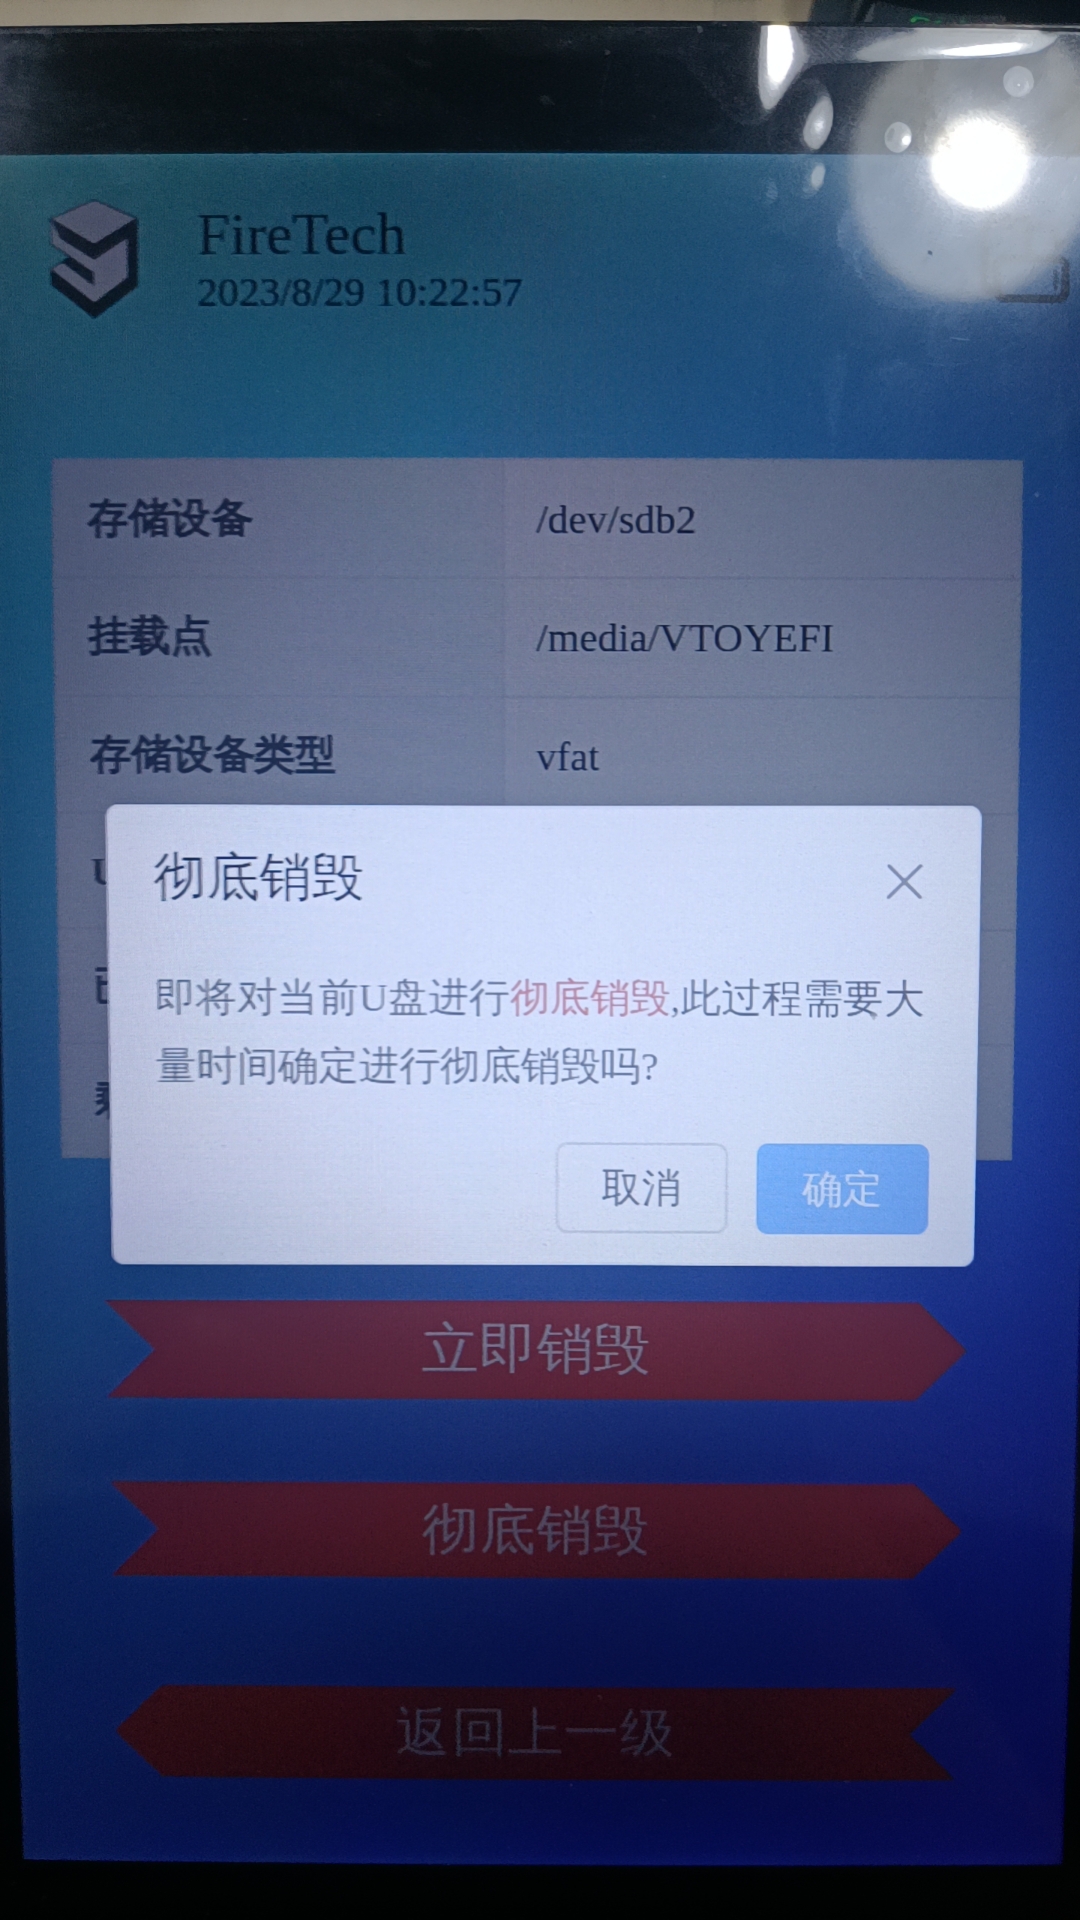 FireTech
2023/8/29 10:22:57
存储设备 /dev/sdb2
挂载点 /media/VTOYEFI
存储设备类型 vfat
彻底销毁
即将对当前U盘进行彻底销毁,此过程需要大
量时间确定进行彻底销毁吗?
取消 确定
立即销毁
彻底销毁
返回上一级